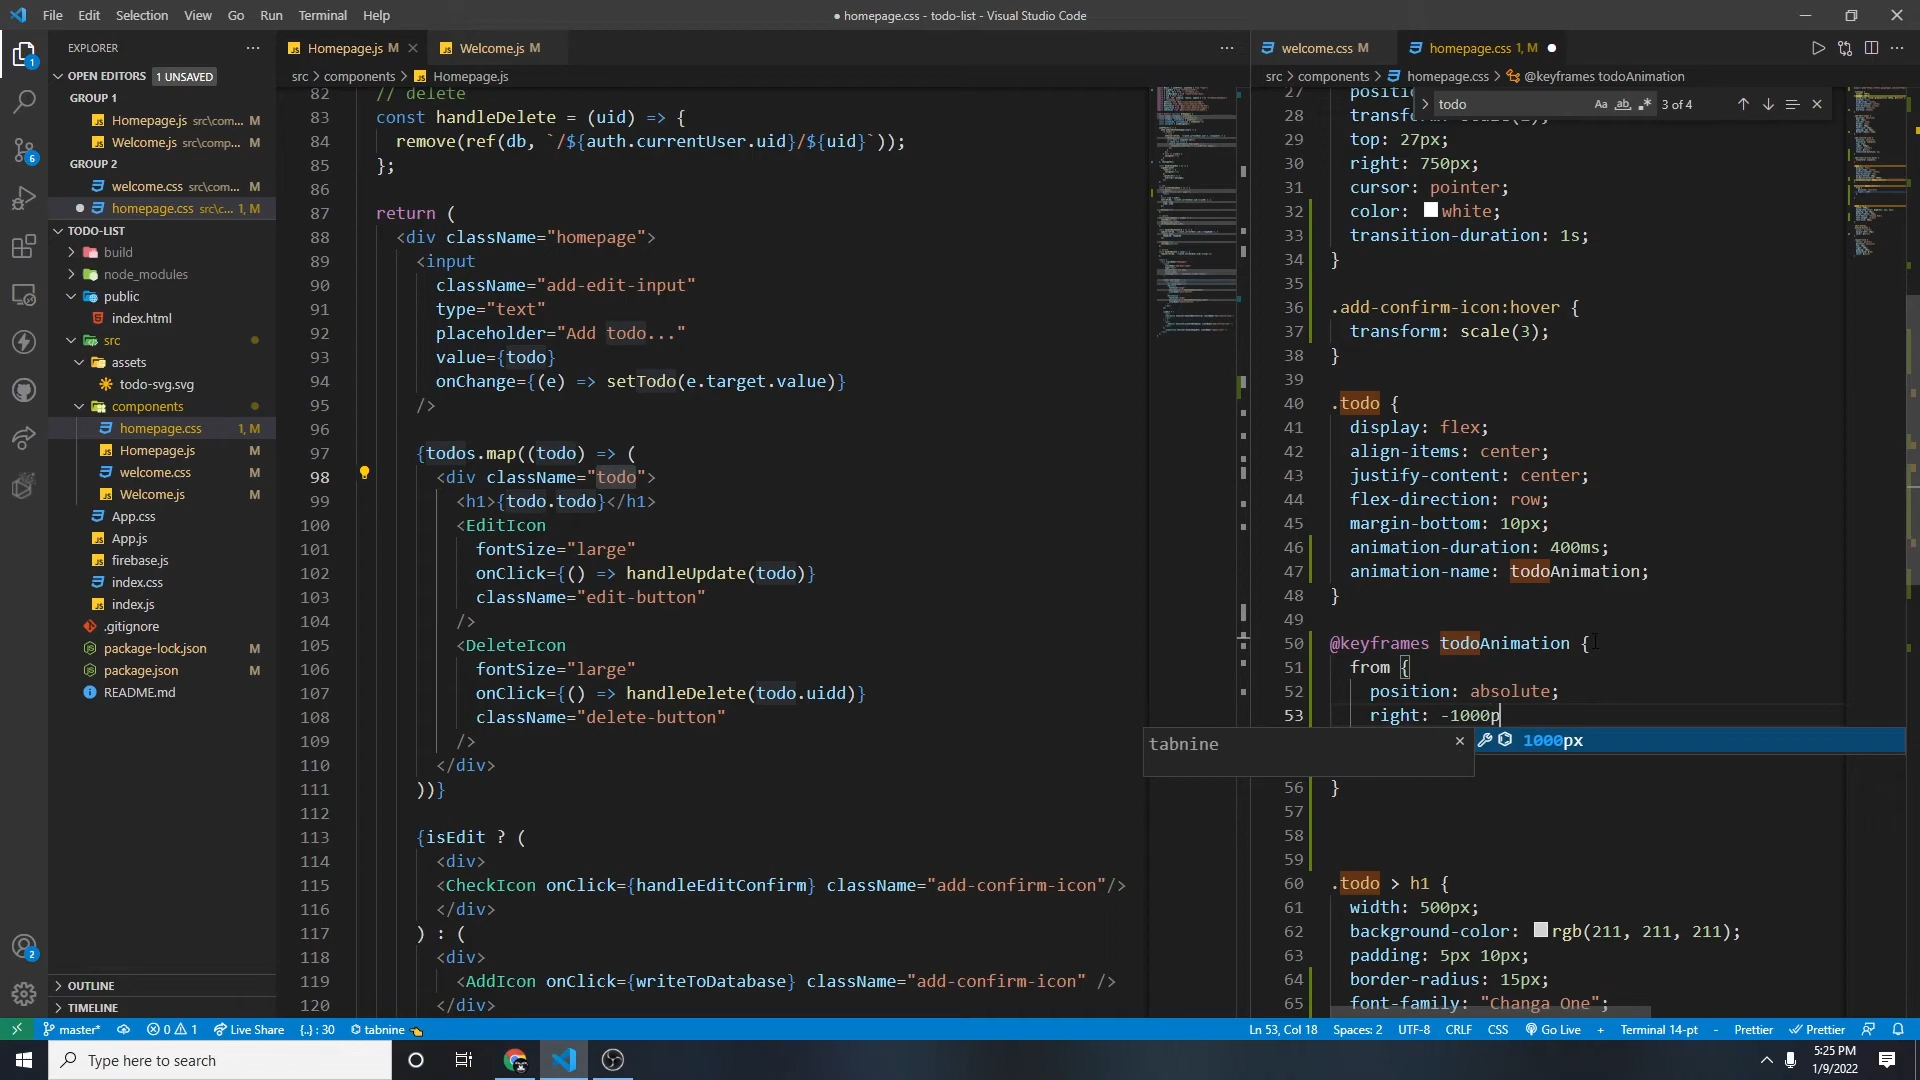 File Edit Selection View Go Run Terminal Help
● homepage.css - todo-list - Visual Studio Code
EXPLORER
OPEN EDITORS 1 UNSAVED
GROUP 1
Homepage.js src\com... M
Welcome.js src\comp... M
GROUP 2
welcome.css src\com... M
homepage.css src\c... 1, M
TODO-LIST
build
node_modules
public
index.html
src
assets
todo-svg.svg
components
homepage.css 1, M
Homepage.js M
welcome.css M
Welcome.js M
App.css
App.js
firebase.js
index.css
index.js
.gitignore
package-lock.json M
package.json M
README.md
OUTLINE
TIMELINE
Homepage.js M
Welcome.js M
src > components > Homepage.js
82 // delete
83 const handleDelete = (uid) => {
84 remove(ref(db, `/${auth.currentUser.uid}/${uid}`));
85 };
86
87 return (
88 <div className="homepage">
89 <input
90 className="add-edit-input"
91 type="text"
92 placeholder="Add todo..."
93 value={todo}
94 onChange={(e) => setTodo(e.target.value)}
95 />
96
97 {todos.map((todo) => (
98 <div className="todo">
99 <h1>{todo.todo}</h1>
100 <EditIcon
101 fontSize="large"
102 onClick={() => handleUpdate(todo)}
103 className="edit-button"
104 />
105 <DeleteIcon
106 fontSize="large"
107 onClick={() => handleDelete(todo.uidd)}
108 className="delete-button"
109 />
110 </div>
111 ))}
112
113 {isEdit ? (
114 <div>
115 <CheckIcon onClick={handleEditConfirm} className="add-confirm-icon"/>
116 </div>
117 ) : (
118 <div>
119 <AddIcon onClick={writeToDatabase} className="add-confirm-icon" />
120 </div>
welcome.css M
homepage.css 1, M
src > components > homepage.css > @keyframes todoAnimation
todo Aa ab 3 of 4
27
28
29 top: 27px;
30 right: 750px;
31 cursor: pointer;
32 color: white;
33 transition-duration: 1s;
34 }
35
36 .add-confirm-icon:hover {
37 transform: scale(3);
38 }
39
40 .todo {
41 display: flex;
42 align-items: center;
43 justify-content: center;
44 flex-direction: row;
45 margin-bottom: 10px;
46 animation-duration: 400ms;
47 animation-name: todoAnimation;
48 }
49
50 @keyframes todoAnimation {
51 from {
52 position: absolute;
53 right: -1000p
tabnine
1000px
56 }
57
58
59
60 .todo > h1 {
61 width: 500px;
62 background-color: rgb(211, 211, 211);
63 padding: 5px 10px;
64 border-radius: 15px;
65 font-family: "Changa One";
master* 0 1 Live Share {..} : 30 tabnine
Ln 53, Col 18 Spaces: 2 UTF-8 CRLF CSS Go Live + Terminal 14-pt - Prettier Prettier
Type here to search
5:25 PM
1/9/2022